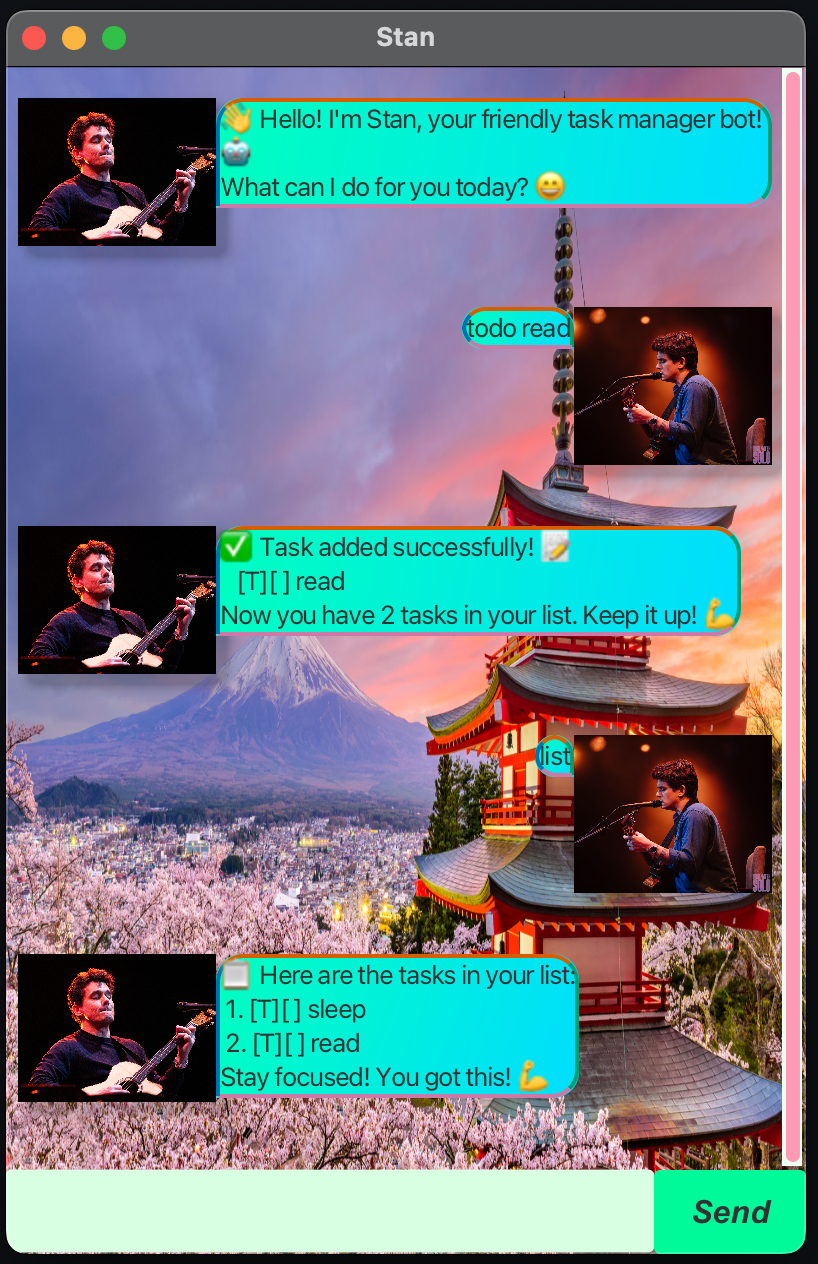 Stan
👋 Hello! I'm Stan, your friendly task manager bot!
🤖
What can I do for you today? 😀
todo read
✅ Task added successfully! 📝
[T][ ] read
Now you have 2 tasks in your list. Keep it up! 💪
list
📃 Here are the tasks in your list:
1. [T][ ] sleep
2. [T][ ] read
Stay focused! You got this! 💪
Send